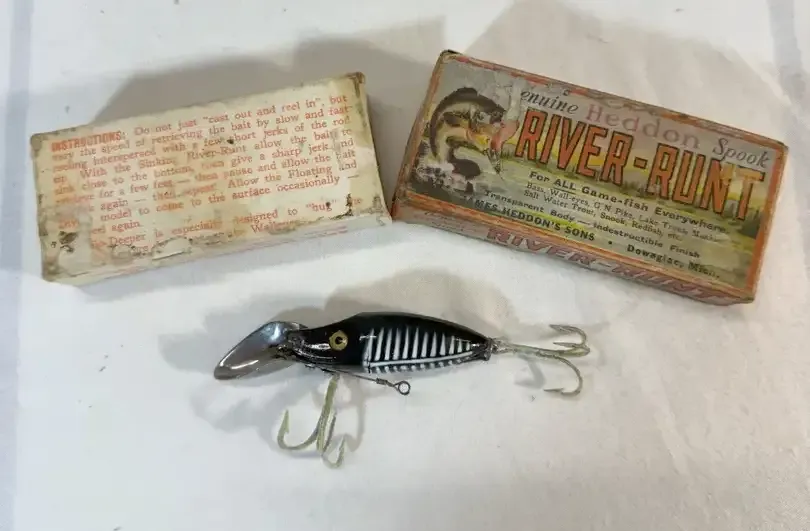 INSTRUCTIONS: Do not just "cast out and reel in", but
vary the speed of retrieving the bait by slow and fast
reeling interspersed with a few short jerks of the rod
tip. With the Sinking River-Runt allow the bait to
sink close to the bottom, then give a sharp jerk and
retrieve for a few feet — then pause and allow the bait
again — then repeat. Allow the Floating
model to come to the surface occasionally
again.
Deeper is especially designed to "hug" the
Genuine Heddon Spook
RIVER-RUNT
For ALL Game-fish Everywhere
Bass, Wall-eyes, G. N. Pike, Lake Trout, Muskies
Salt Water Trout, Snook, Redfish, etc.
Transparent Body — Indestructible Finish
HEDDON'S SONS • Dowagiac, Mich.
RIVER-RUNT